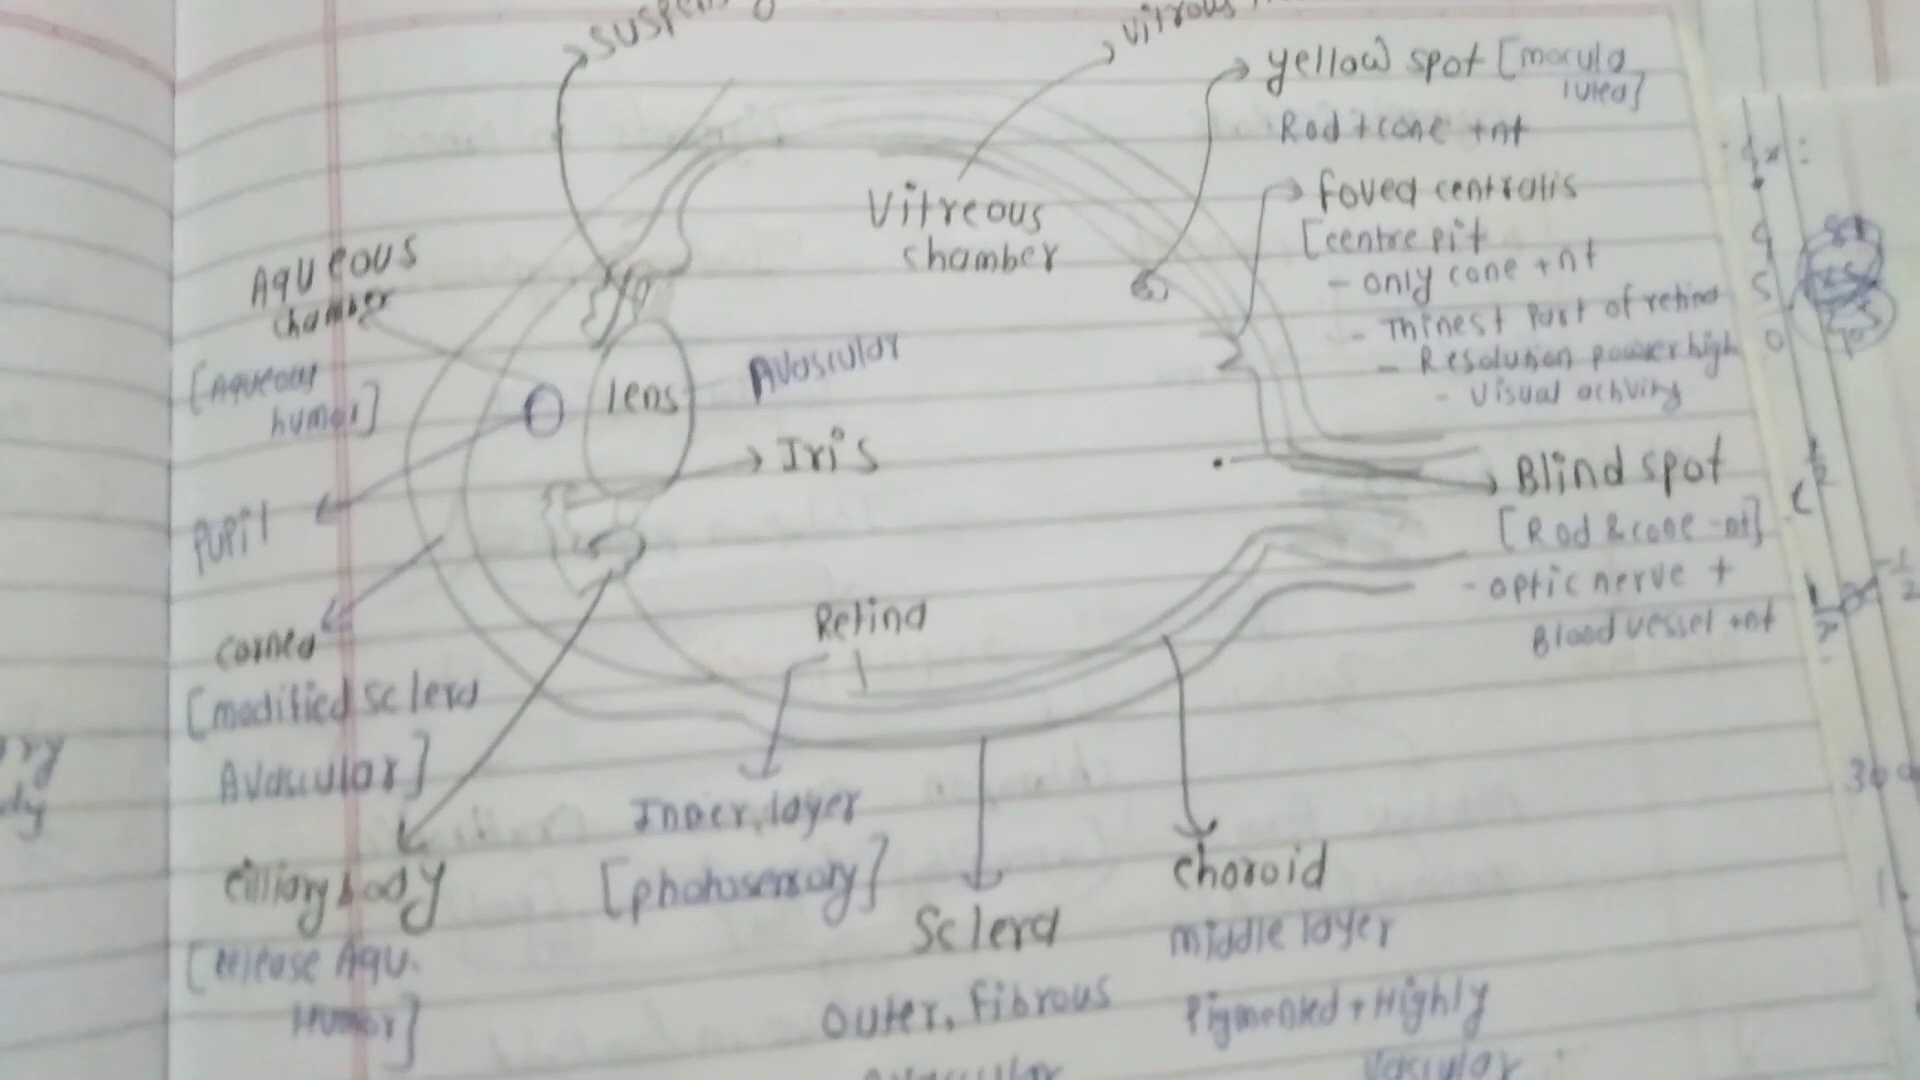 vitrous
yellow spot [macula
lutea]
Rod + cone +nt
fovea centralis
[centre pit
- only cone +nt
- Thinest Part of retina
- Resolution power high
- Visual
Vitreous
chamber
Aqueous
chamber
[Aqueous
humor]
lens
Avascular
Iris
PUPil
Blind spot
[Rod & cone -nt]
- optic nerve +
Blood vessel +nt
cornea
[modified sclera
Avascular]
Retina
Inner layer
[photosensory]
cilliary body
[release Aqu.
Humor]
Sclera
outer, Fibrous
choroid
middle layer
Pigmented + Highly
vascular